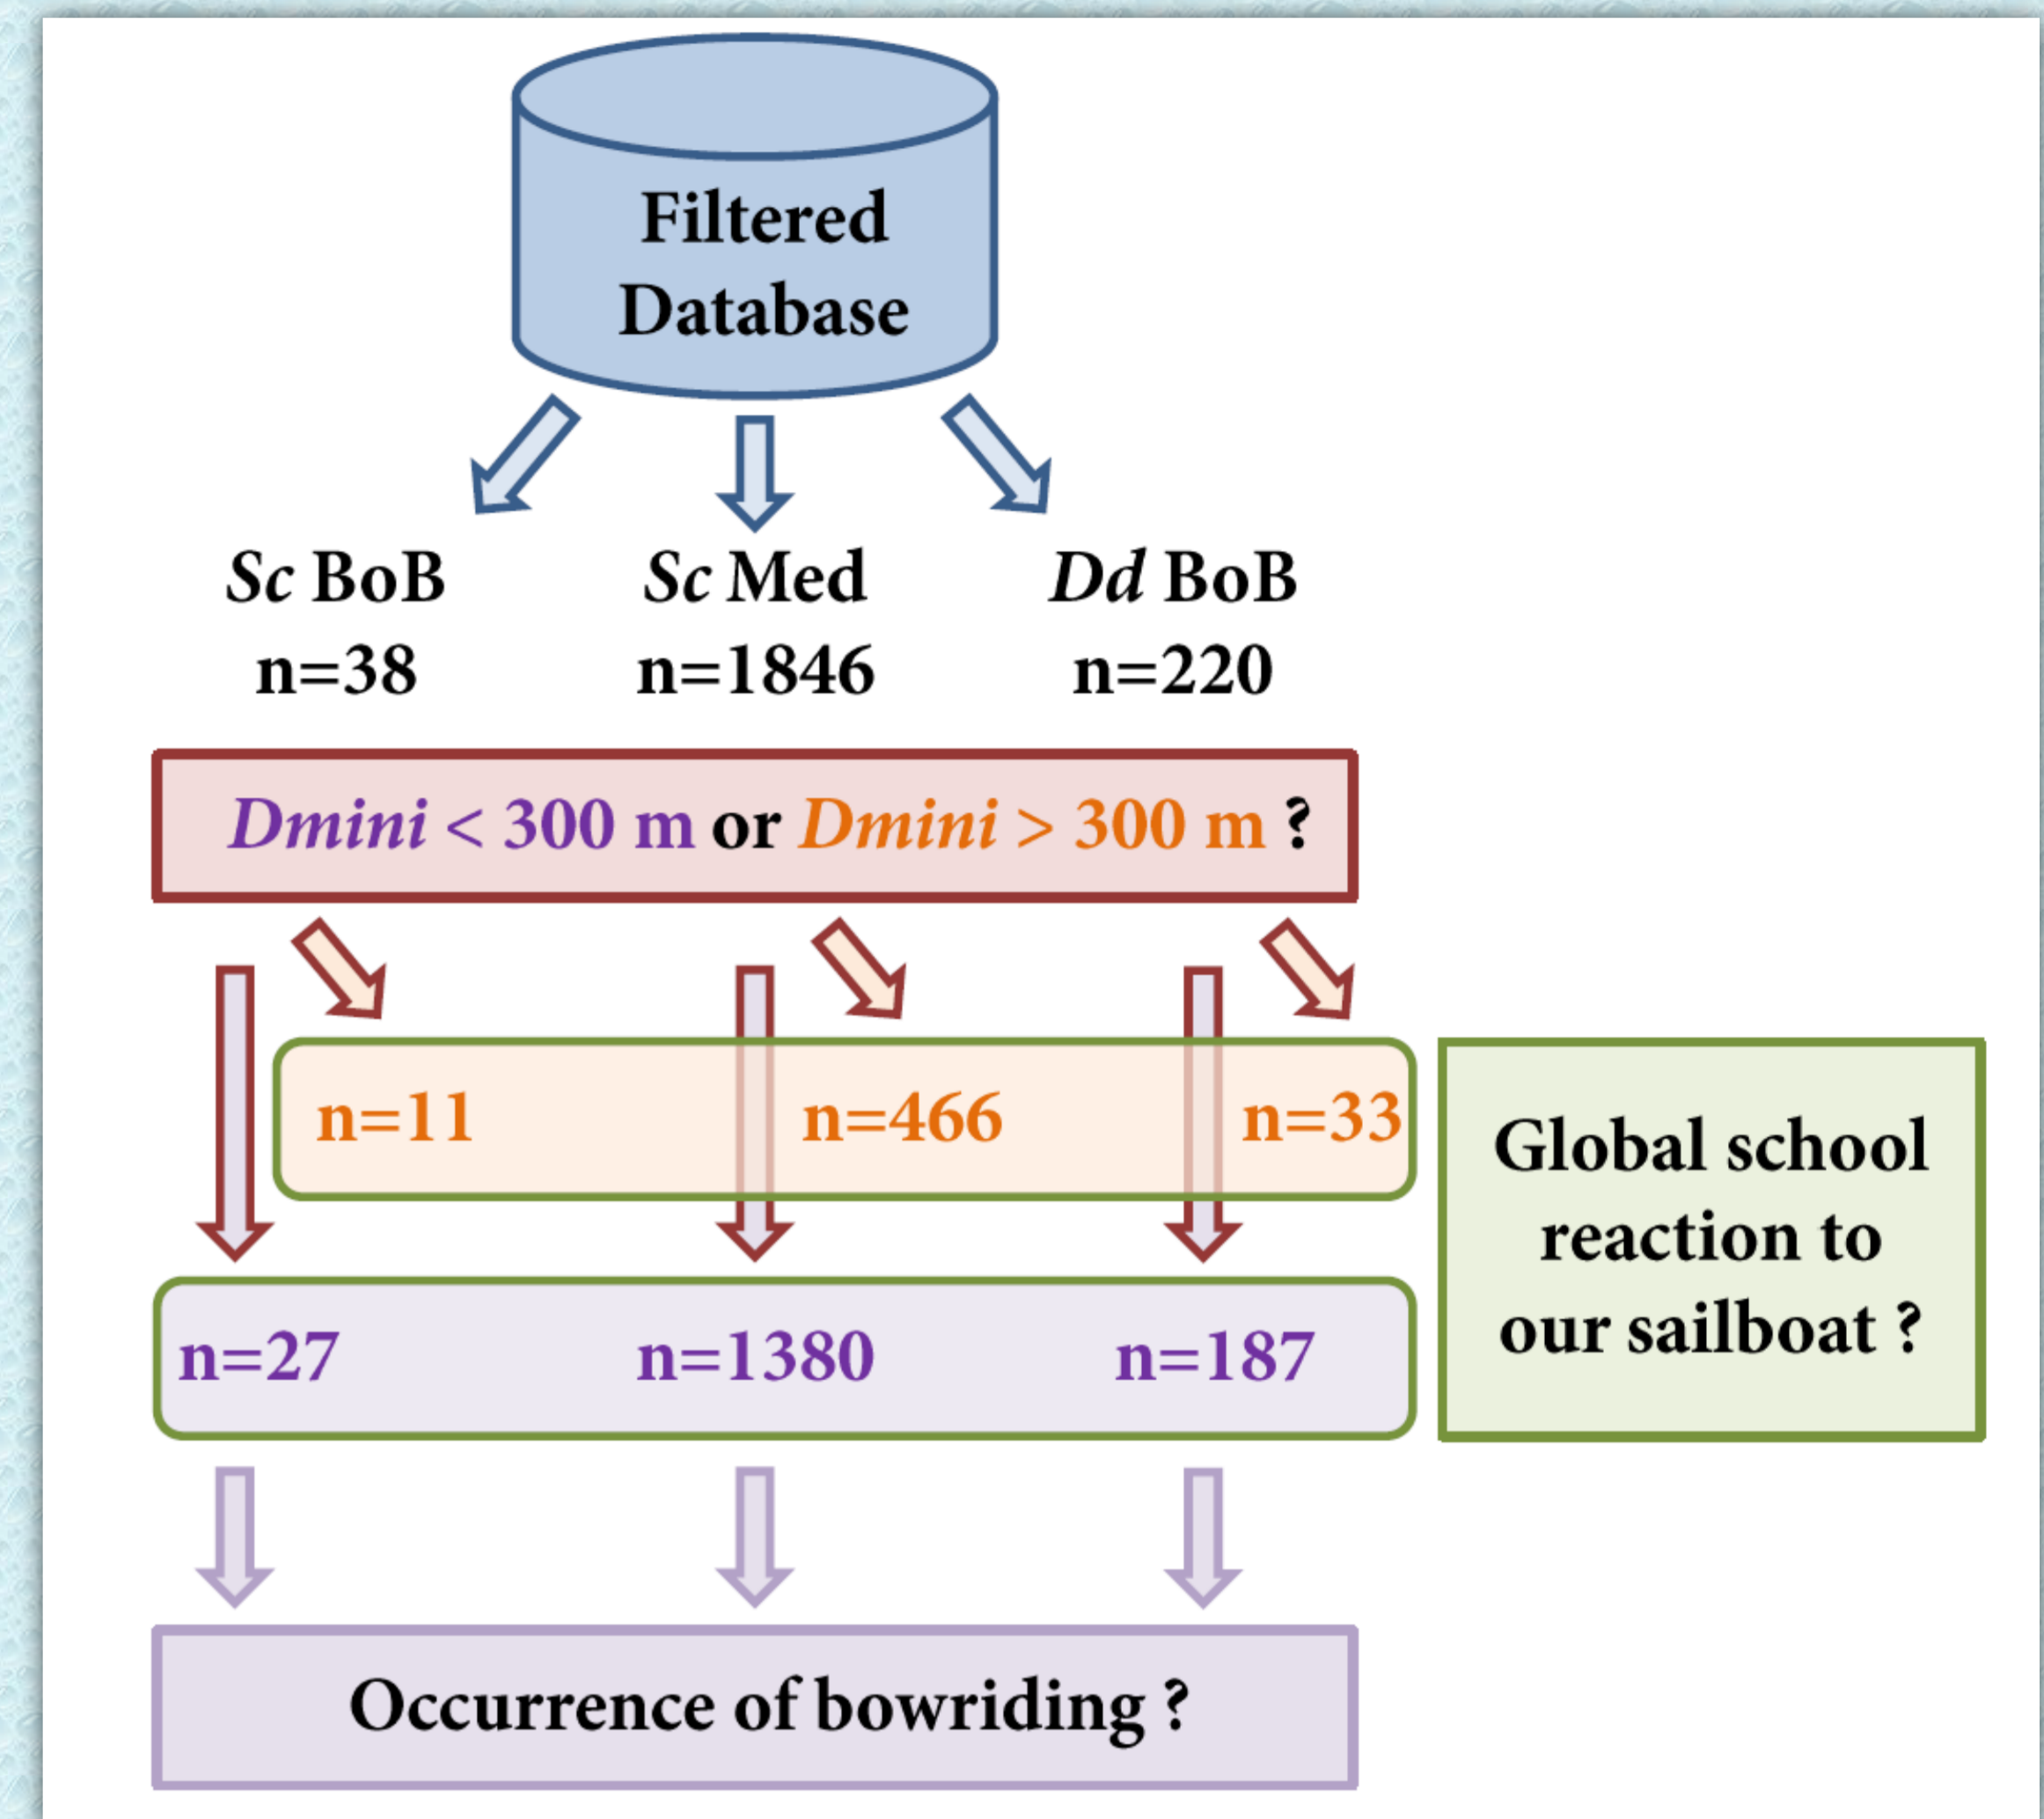 Filtered
Database
Sc BoB
n=38
Sc Med
n=1846
Dd BoB
n=220
Dmini < 300 m or Dmini > 300 m ?
n=11
n=466
n=33
Global school
reaction to
our sailboat ?
n=27
n=1380
n=187
Occurrence of bowriding ?